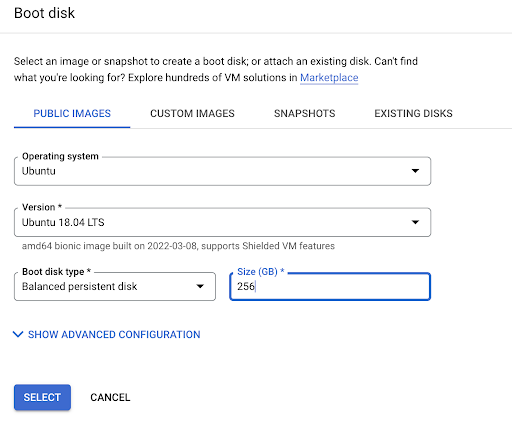 Boot disk
Select an image or snapshot to create a boot disk; or attach an existing disk. Can't find
what you're looking for? Explore hundreds of VM solutions in Marketplace
PUBLIC IMAGES CUSTOM IMAGES SNAPSHOTS EXISTING DISKS
Operating system
Ubuntu
Version *
Ubuntu 18.04 LTS
amd64 bionic image built on 2022-03-08, supports Shielded VM features
Boot disk type * Size (GB) *
Balanced persistent disk 256
SHOW ADVANCED CONFIGURATION
SELECT CANCEL